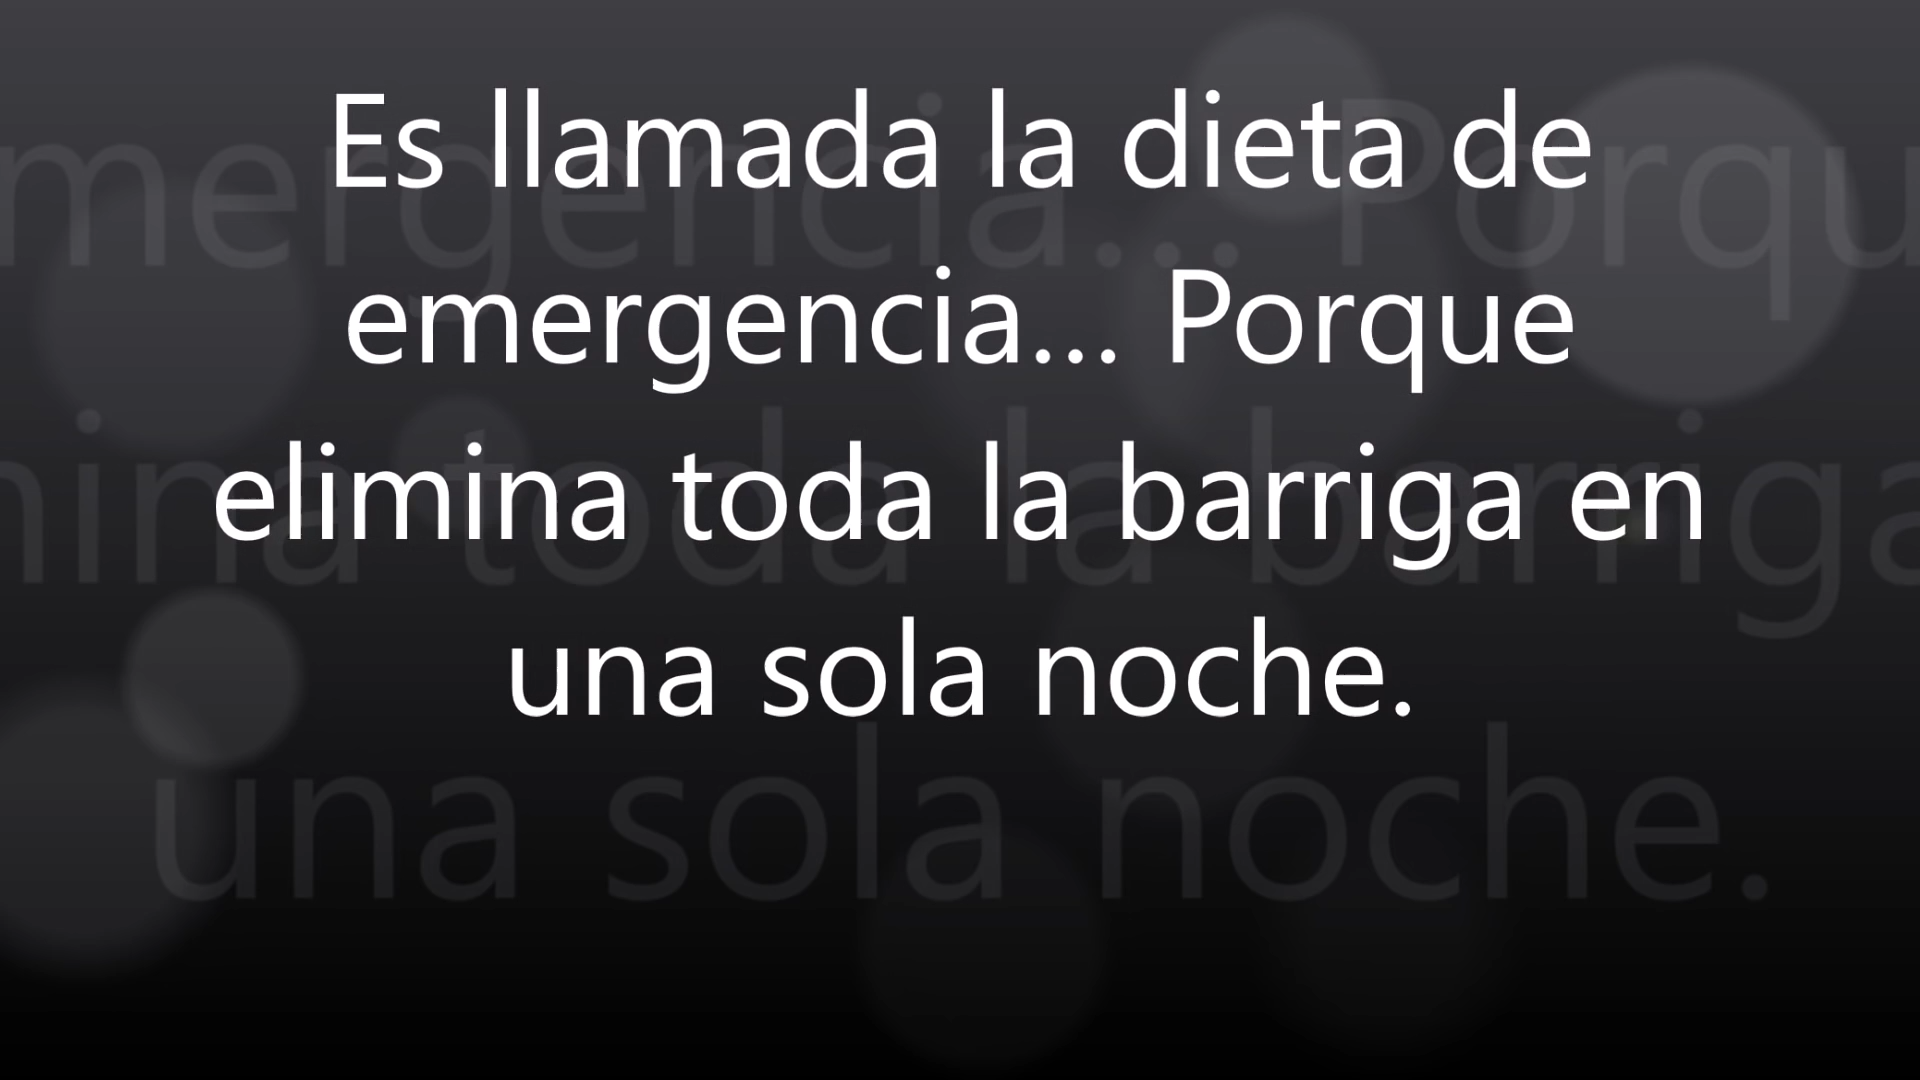 Es llamada la dieta de
emergencia... Porque
elimina toda la barriga en
una sola noche.